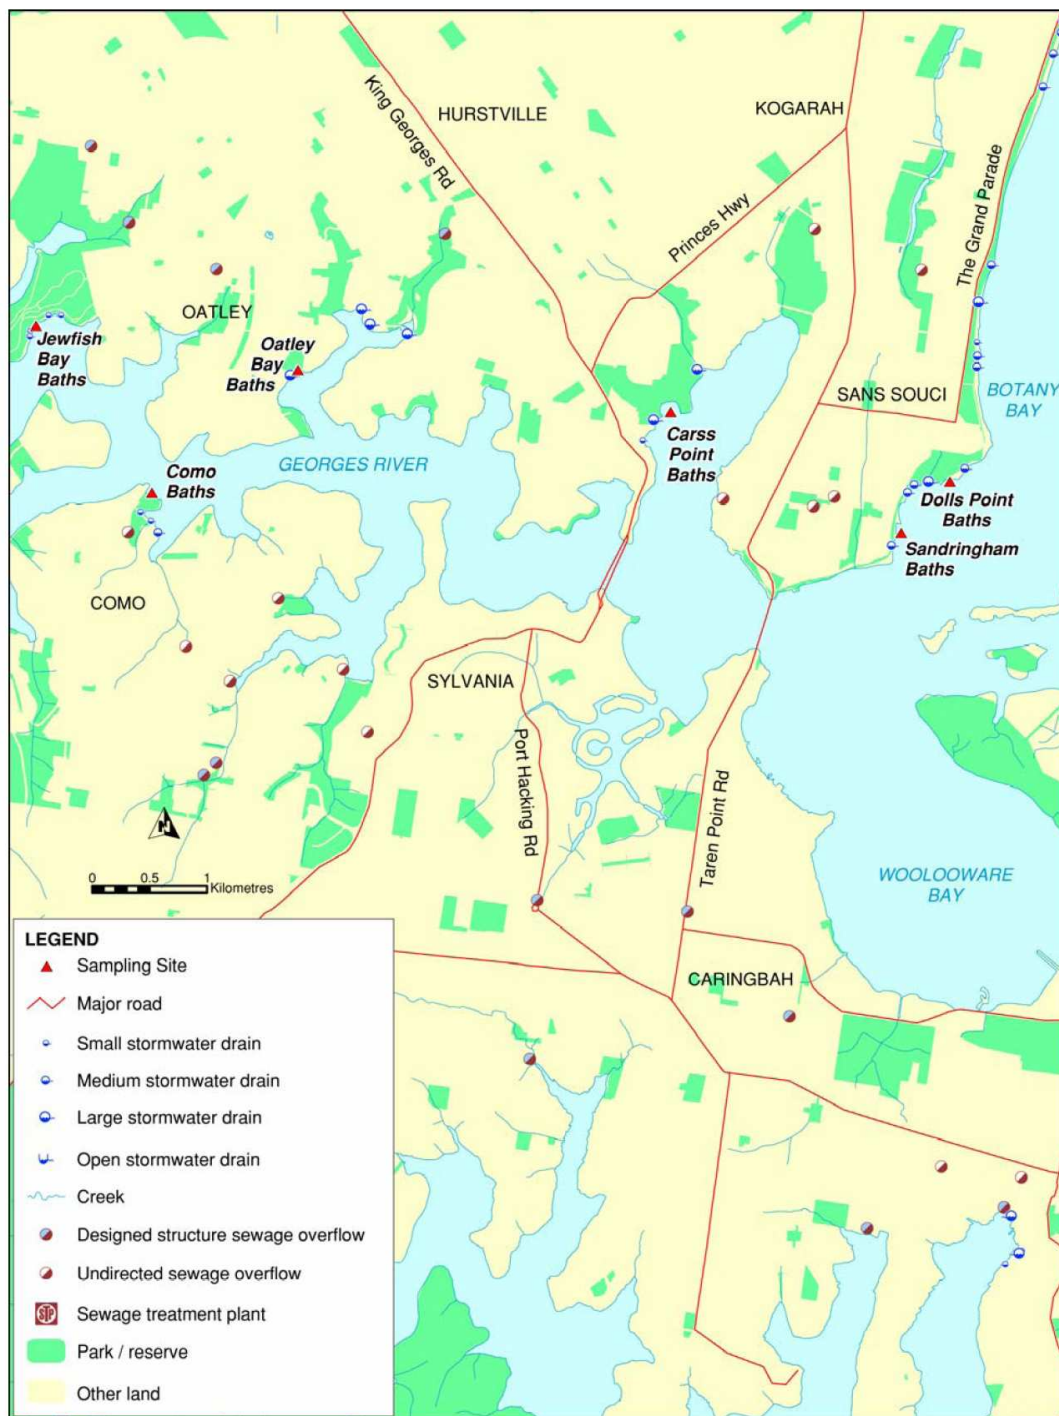 HURSTVILLE
KOGARAH
King Georges Rd
Princes Hwy
The Grand Parade
OATLEY
Jewfish
Bay
Baths
Oatley
Bay
Baths
SANS SOUCI
BOTANY
BAY
Carss
Point
Baths
GEORGES RIVER
Como
Baths
Dolls Point
Baths
Sandringham
Baths
COMO
SYLVANIA
Port Hacking Rd
Taren Point Rd
N
0 0.5 1
Kilometres
WOOLOOWARE
BAY
CARINGBAH
LEGEND
Sampling Site
Major road
Small stormwater drain
Medium stormwater drain
Large stormwater drain
Open stormwater drain
Creek
Designed structure sewage overflow
Undirected sewage overflow
STP
Sewage treatment plant
Park / reserve
Other land